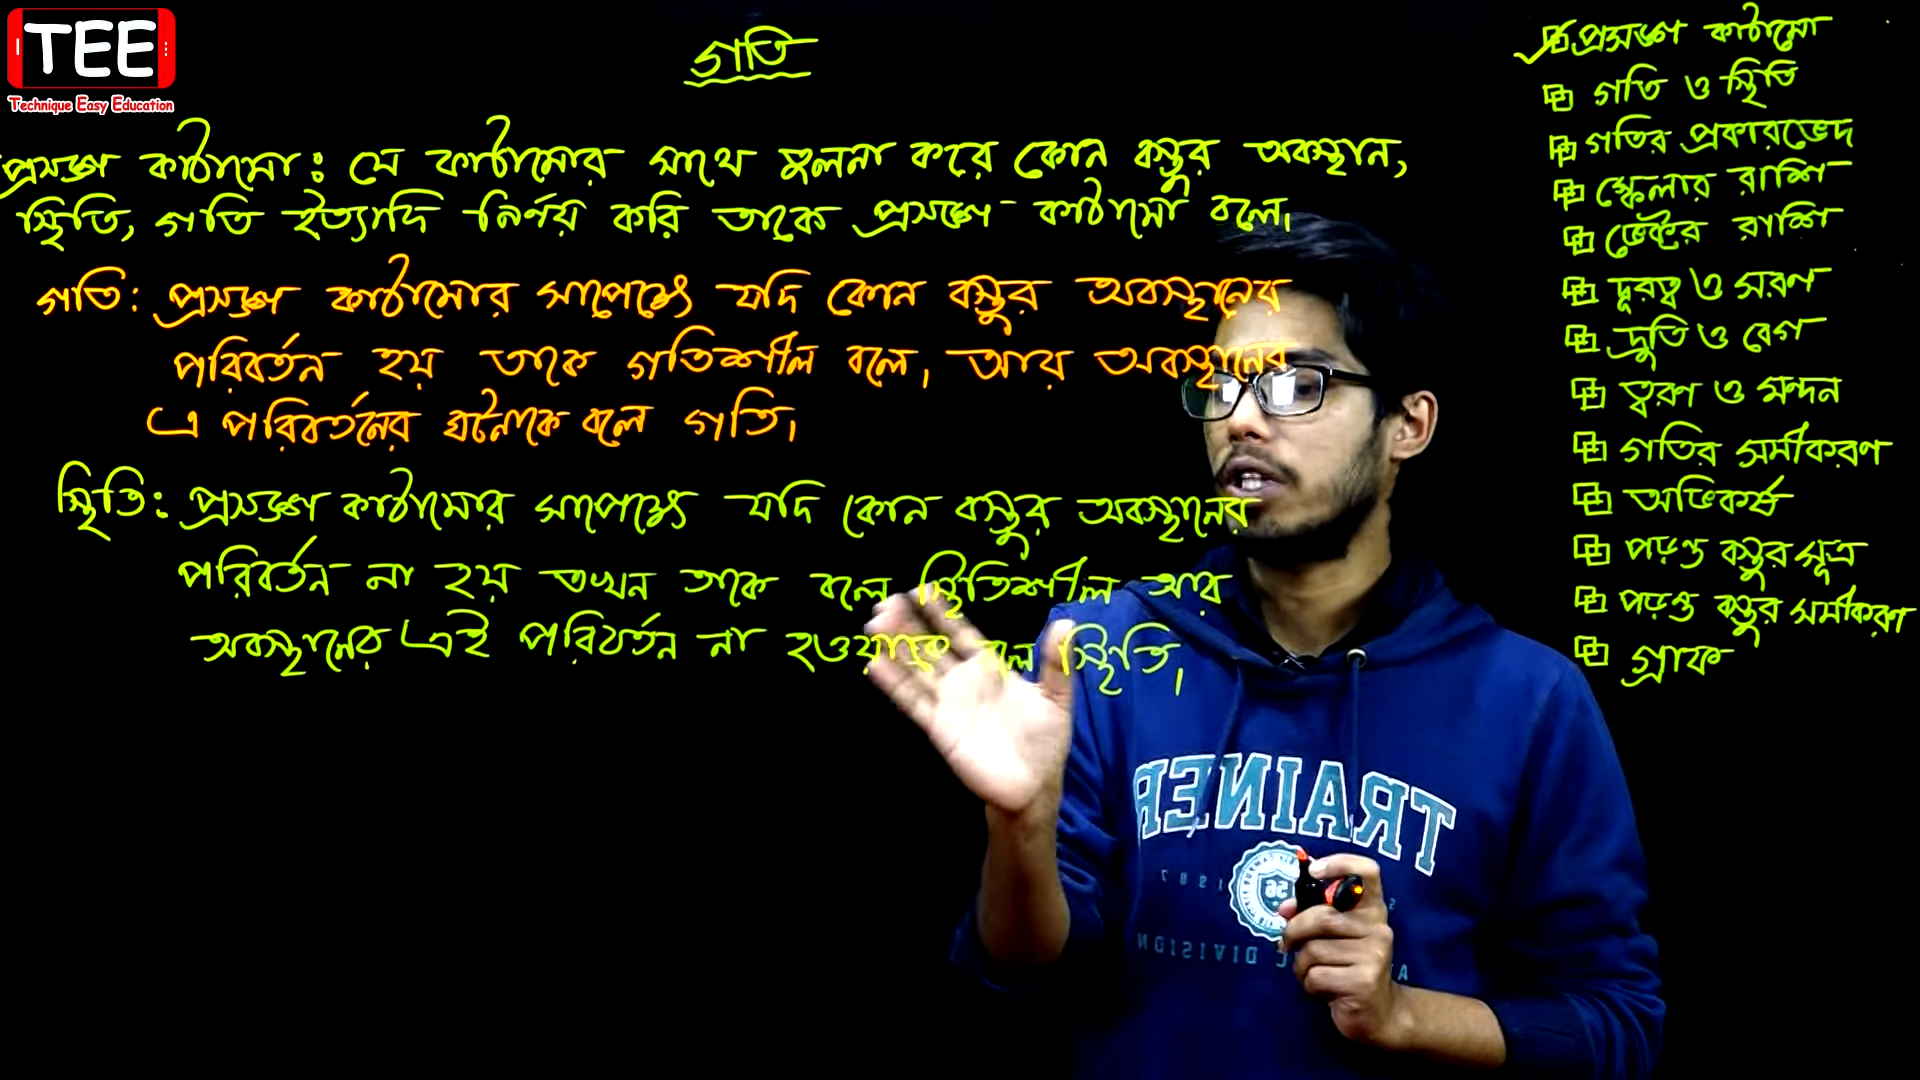 TEE
Technique Easy Education
গতি
প্রসঙ্গ কাঠামো : যে কাঠামোর সাথে তুলনা করে কোন বস্তুর অবস্থান,
স্থিতি, গতি ইত্যাদি নির্ণয় করি তাকে প্রসঙ্গ কাঠামো বলে।
গতি : প্রসঙ্গ কাঠামোর সাপেক্ষে যদি কোন বস্তুর অবস্থানের
পরিবর্তন হয় তাকে গতিশীল বলে, আর অবস্থানের
এ পরিবর্তনের ঘটনাকে বলে গতি।
স্থিতি : প্রসঙ্গ কাঠামোর সাপেক্ষে যদি কোন বস্তুর অবস্থানের
পরিবর্তন না হয় তখন তাকে বলে স্থিতিশীল আর
অবস্থানের এই পরিবর্তন না হওয়াকে বলে স্থিতি।
প্রসঙ্গ কাঠামো
গতি ও স্থিতি
গতির প্রকারভেদ
স্কেলার রাশি
ভেক্টর রাশি
দূরত্ব ও সরণ
দ্রুতি ও বেগ
ত্বরণ ও মন্দন
গতির সমীকরণ
অভিকর্ষ
পড়ন্ত বস্তুর সূত্র
পড়ন্ত বস্তুর সমীকরণ
গ্রাফ
TRAINER
1987
56
DIVISION